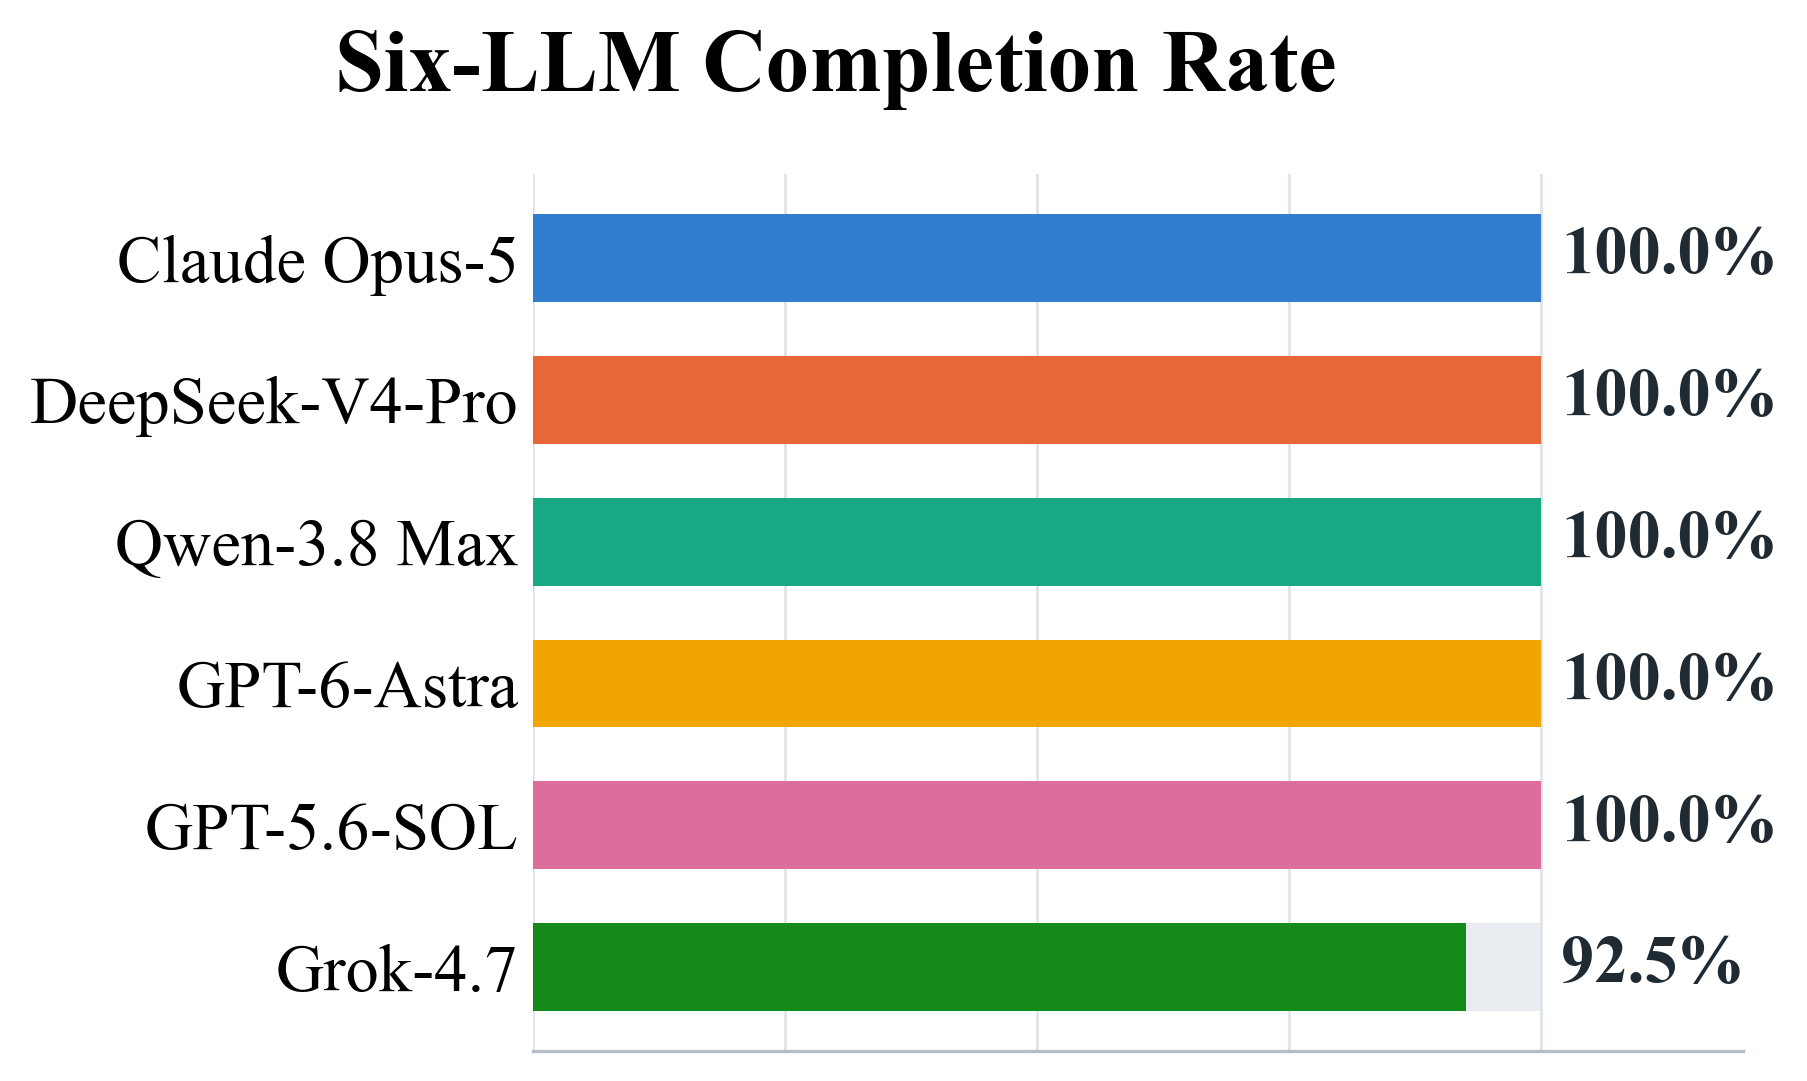 Six-LLM Completion Rate
Claude Opus-5 100.0%
DeepSeek-V4-Pro 100.0%
Qwen-3.8 Max 100.0%
GPT-6-Astra 100.0%
GPT-5.6-SOL 100.0%
Grok-4.7 92.5%